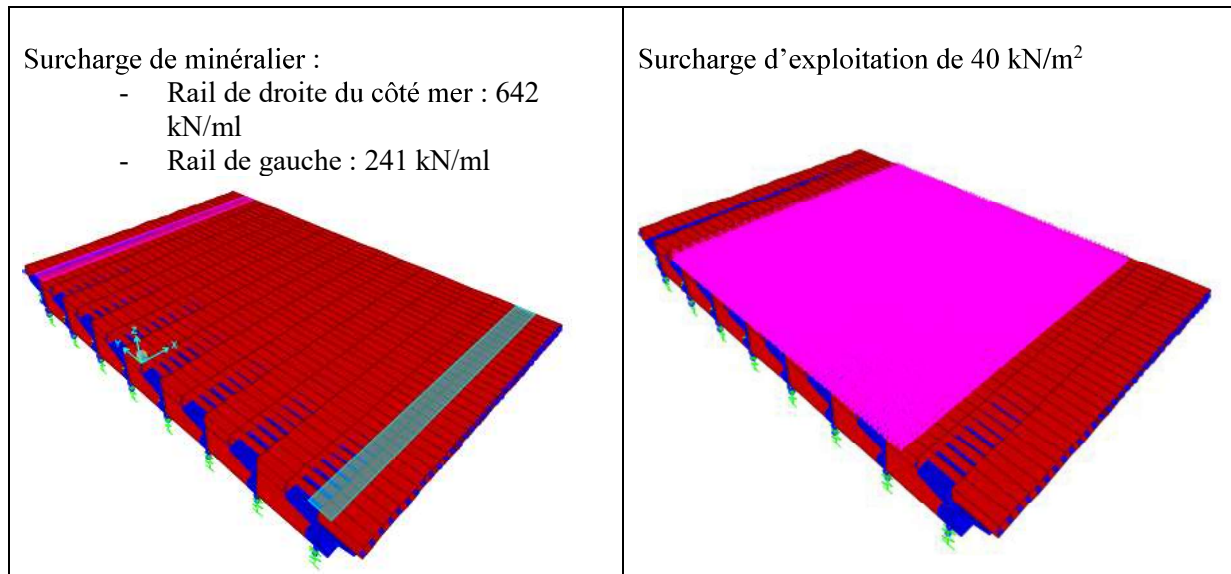 Surcharge de minéralier :
- Rail de droite du côté mer : 642
kN/ml
- Rail de gauche : 241 kN/ml
Surcharge d’exploitation de 40 kN/m²
Z
Y
X